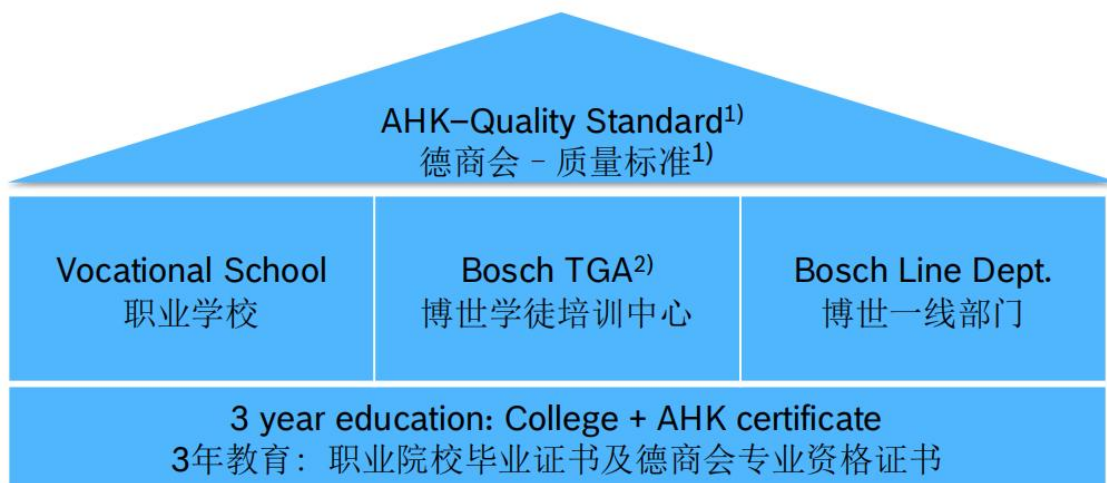 AHK–Quality Standard1)
德商会 – 质量标准1)
Vocational School
职业学校
Bosch TGA2)
博世学徒培训中心
Bosch Line Dept.
博世一线部门
3 year education: College + AHK certificate
3年教育：职业院校毕业证书及德商会专业资格证书